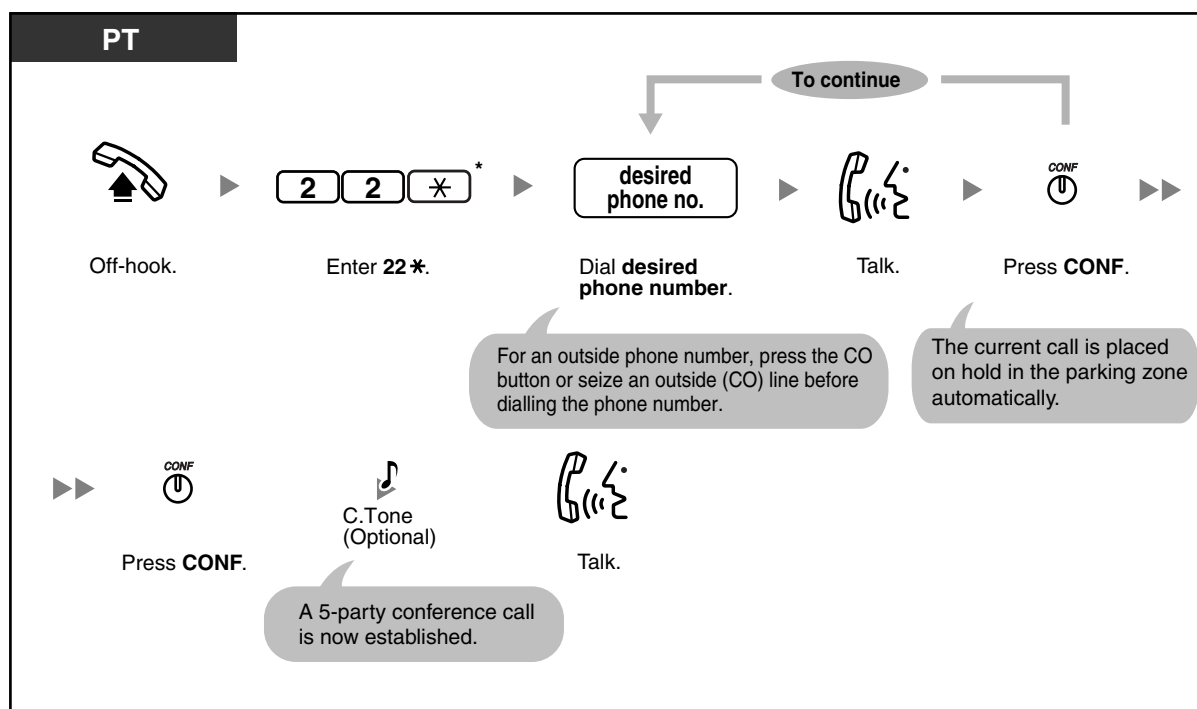 PT
To continue
2 2 ✳ *
desired
phone no.
CONF
Off-hook.
Enter 22✳.
Dial desired
phone number.
Talk.
Press CONF.
For an outside phone number, press the CO
button or seize an outside (CO) line before
dialling the phone number.
The current call is placed
on hold in the parking zone
automatically.
CONF
C.Tone
(Optional)
Press CONF.
Talk.
A 5-party conference call
is now established.